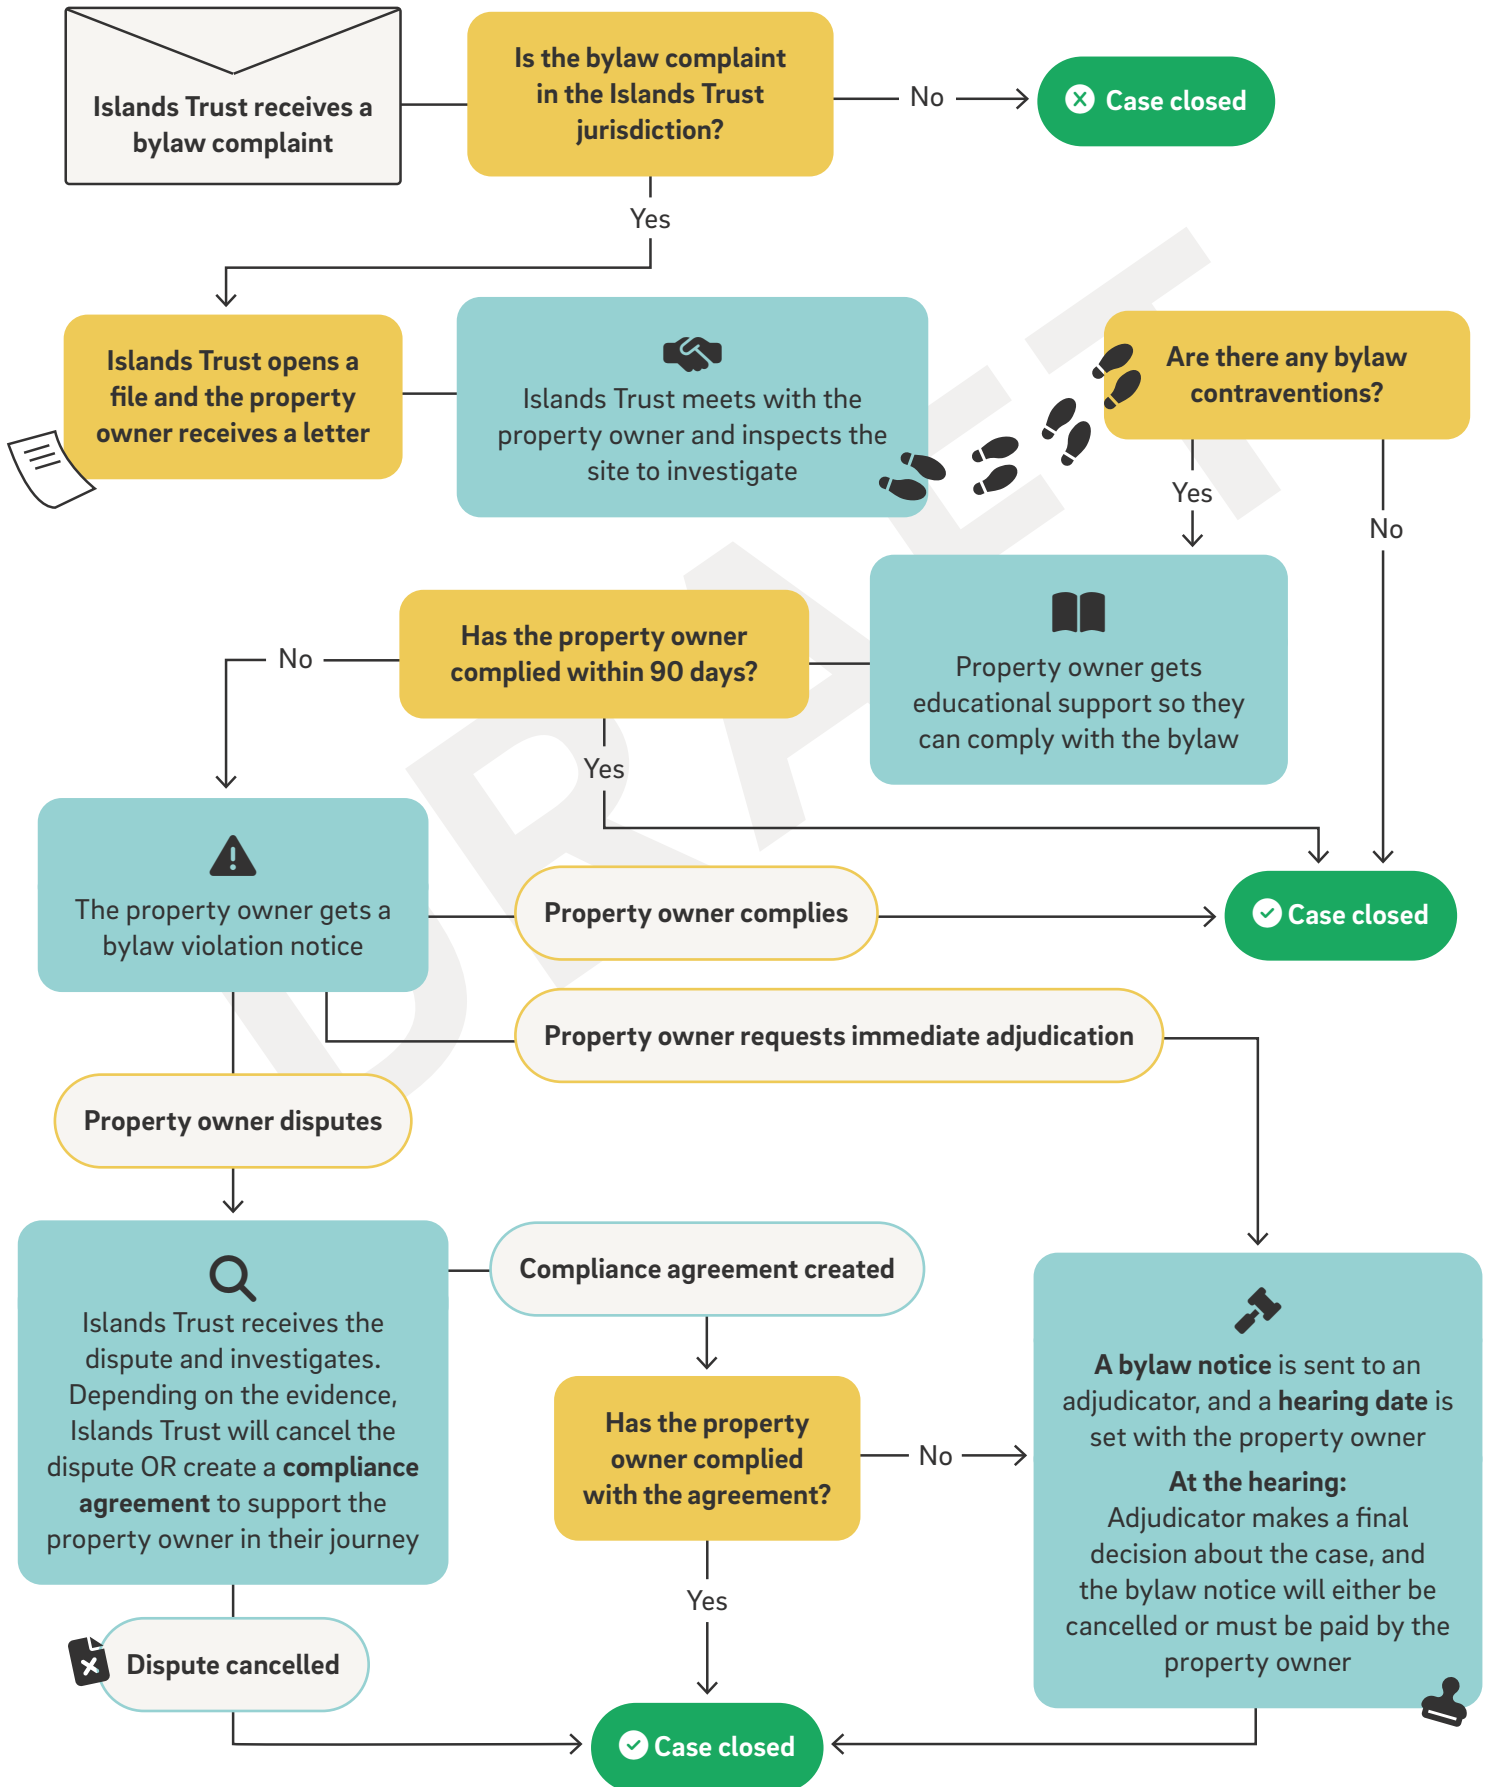 Islands Trust receives a
bylaw complaint
Is the bylaw complaint
in the Islands Trust
jurisdiction?
No
Case closed
Yes
Islands Trust opens a
file and the property
owner receives a letter
Islands Trust meets with the
property owner and inspects the
site to investigate
Are there any bylaw
contraventions?
Yes
No
Property owner gets
educational support so they
can comply with the bylaw
Has the property owner
complied within 90 days?
No
Yes
DRAFT
The property owner gets a
bylaw violation notice
Property owner complies
Case closed
Property owner requests immediate adjudication
Property owner disputes
Islands Trust receives the
dispute and investigates.
Depending on the evidence,
Islands Trust will cancel the
dispute OR create a compliance
agreement to support the
property owner in their journey
Compliance agreement created
Has the property
owner complied
with the agreement?
No
Yes
A bylaw notice is sent to an
adjudicator, and a hearing date is
set with the property owner
At the hearing:
Adjudicator makes a final
decision about the case, and
the bylaw notice will either be
cancelled or must be paid by the
property owner
Dispute cancelled
Case closed